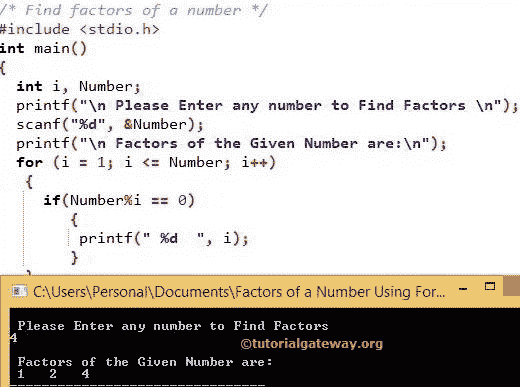 /* Find factors of a number */
#include <stdio.h>
int main()
{
int i, Number;
printf("\n Please Enter any number to Find Factors \n");
scanf("%d", &Number);
printf("\n Factors of the Given Number are:\n");
for (i = 1; i <= Number; i++)
{
if(Number%i == 0)
{
printf(" %d  ", i);
}
C:\Users\Personal\Documents\Factors of a Number Using For...
Please Enter any number to Find Factors
4
©tutorialgateway.org
Factors of the Given Number are:
1 2 4